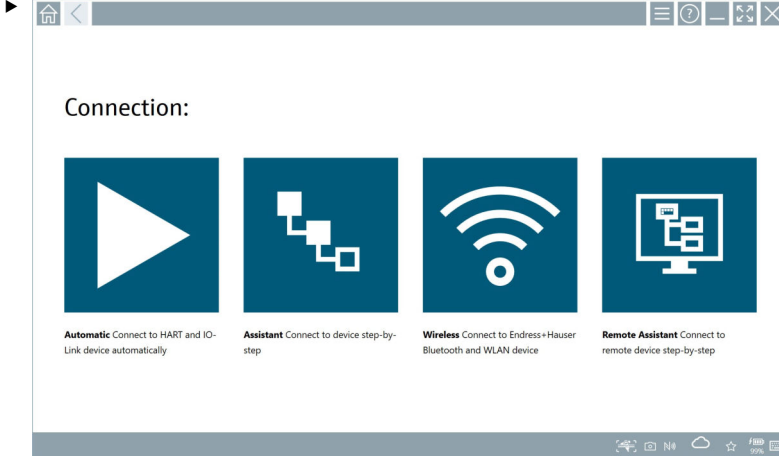 Connection:
Automatic Connect to HART and IO-
Link device automatically
Assistant Connect to device step-by-
step
Wireless Connect to Endress+Hauser
Bluetooth and WLAN device
Remote Assistant Connect to
remote device step-by-step
99%